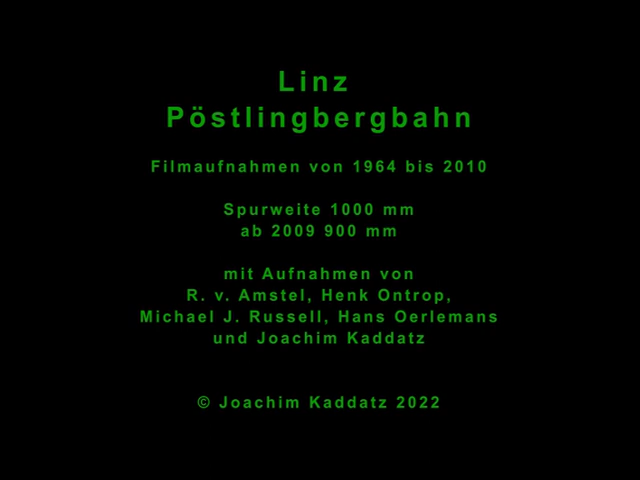 Linz
Pöstlingbergbahn
Filmaufnahmen von 1964 bis 2010
Spurweite 1000 mm
ab 2009 900 mm
mit Aufnahmen von
R. v. Amstel, Henk Ontrop,
Michael J. Russell, Hans Oerlemans
und Joachim Kaddatz
© Joachim Kaddatz 2022